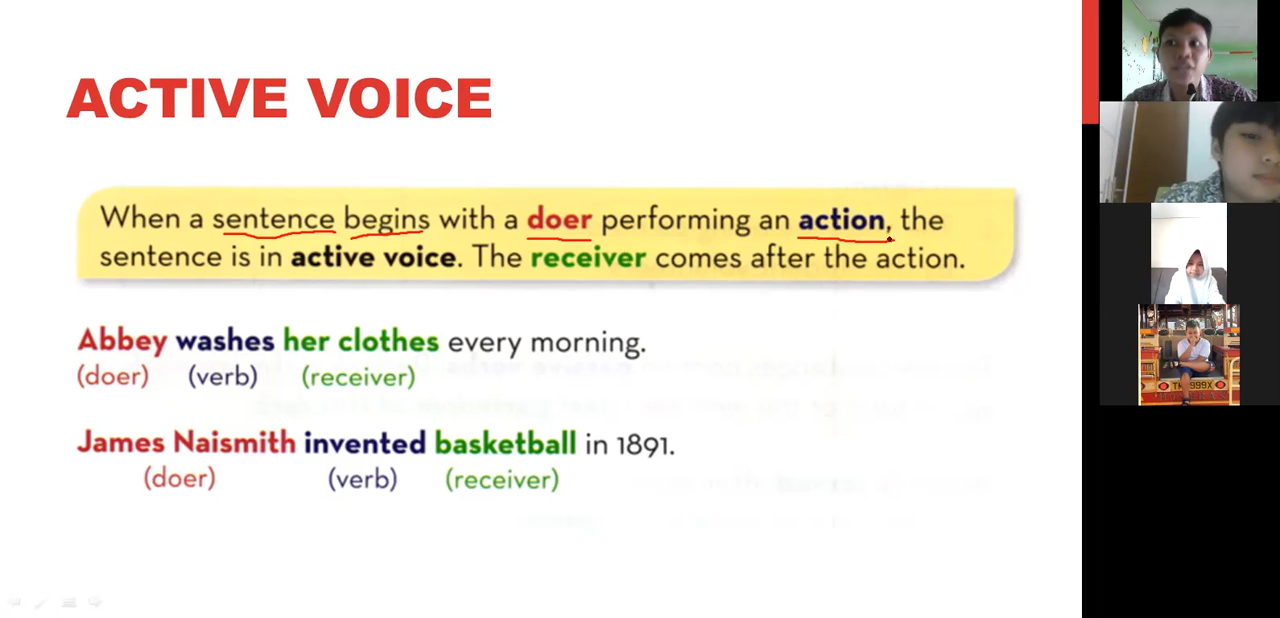 ACTIVE VOICE
When a sentence begins with a doer performing an action, the
sentence is in active voice. The receiver comes after the action.
Abbey washes her clothes every morning.
(doer) (verb) (receiver)
James Naismith invented basketball in 1891.
(doer) (verb) (receiver)